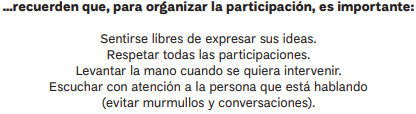 ...recuerden que, para organizar la participación, es importante:
Sentirse libres de expresar sus ideas.
Respetar todas las participaciones.
Levantar la mano cuando se quiera intervenir.
Escuchar con atención a la persona que está hablando
(evitar murmullos y conversaciones).